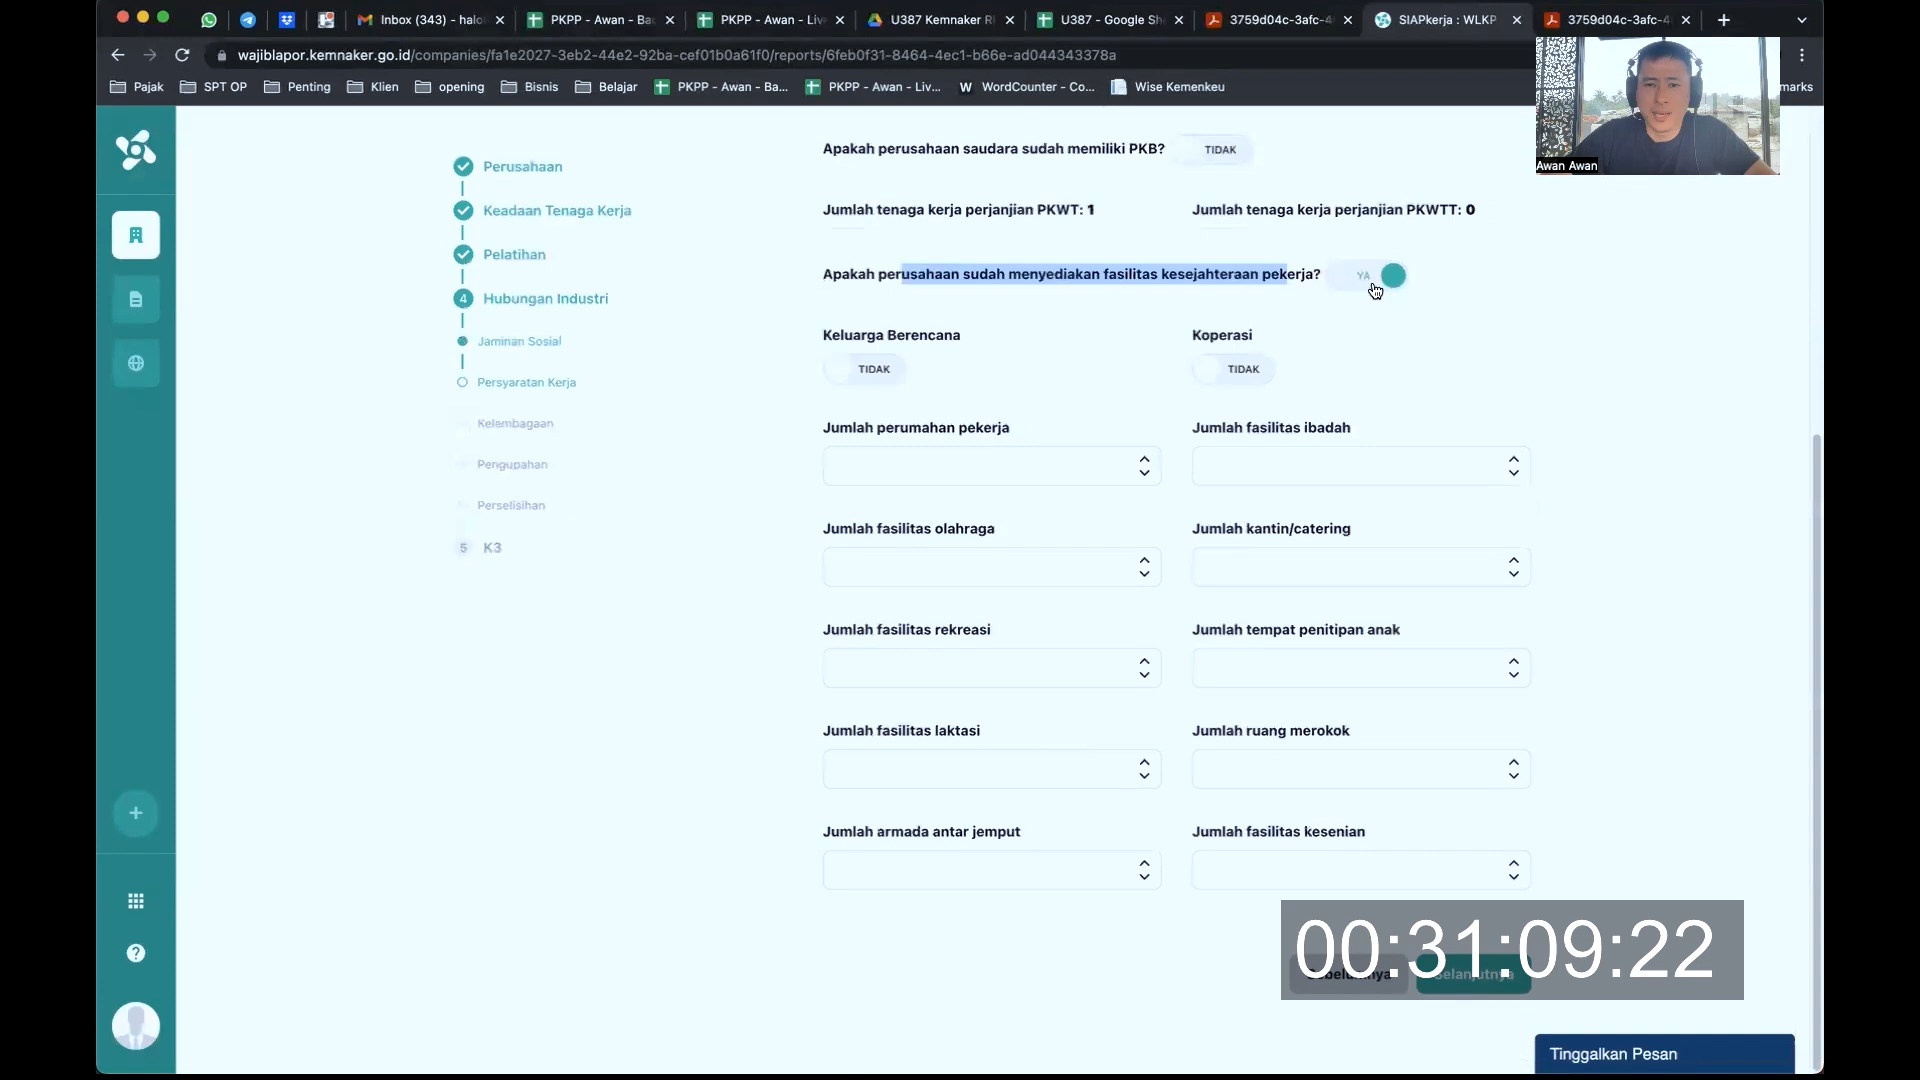 Inbox (343) - halo
PKPP - Awan - Ba
PKPP - Awan - Liv
U387 Kemnaker R
U387 - Google Sh
3759d04c-3afc-4
SIAPkerja : WLKP
3759d04c-3afc-4
wajiblapor.kemnaker.go.id/companies/fa1e2027-3eb2-44e2-92ba-cef01b0a61f0/reports/6feb0f31-8464-4ec1-b66e-ad044343378a
Pajak
SPT OP
Penting
Klien
opening
Bisnis
Belajar
PKPP - Awan - Ba...
PKPP - Awan - Liv...
W WordCounter - Co...
Wise Kemenkeu
marks
Awan Awan
Perusahaan
Keadaan Tenaga Kerja
Pelatihan
4 Hubungan Industri
Jaminan Sosial
Persyaratan Kerja
Kelembagaan
Pengupahan
Perselisihan
5 K3
Apakah perusahaan saudara sudah memiliki PKB? TIDAK
Jumlah tenaga kerja perjanjian PKWT: 1
Jumlah tenaga kerja perjanjian PKWTT: 0
Apakah perusahaan sudah menyediakan fasilitas kesejahteraan pekerja? YA
Keluarga Berencana
Koperasi
TIDAK
TIDAK
Jumlah perumahan pekerja
Jumlah fasilitas ibadah
Jumlah fasilitas olahraga
Jumlah kantin/catering
Jumlah fasilitas rekreasi
Jumlah tempat penitipan anak
Jumlah fasilitas laktasi
Jumlah ruang merokok
Jumlah armada antar jemput
Jumlah fasilitas kesenian
00:31:09:22
Sebelumnya
Selanjutnya
Tinggalkan Pesan